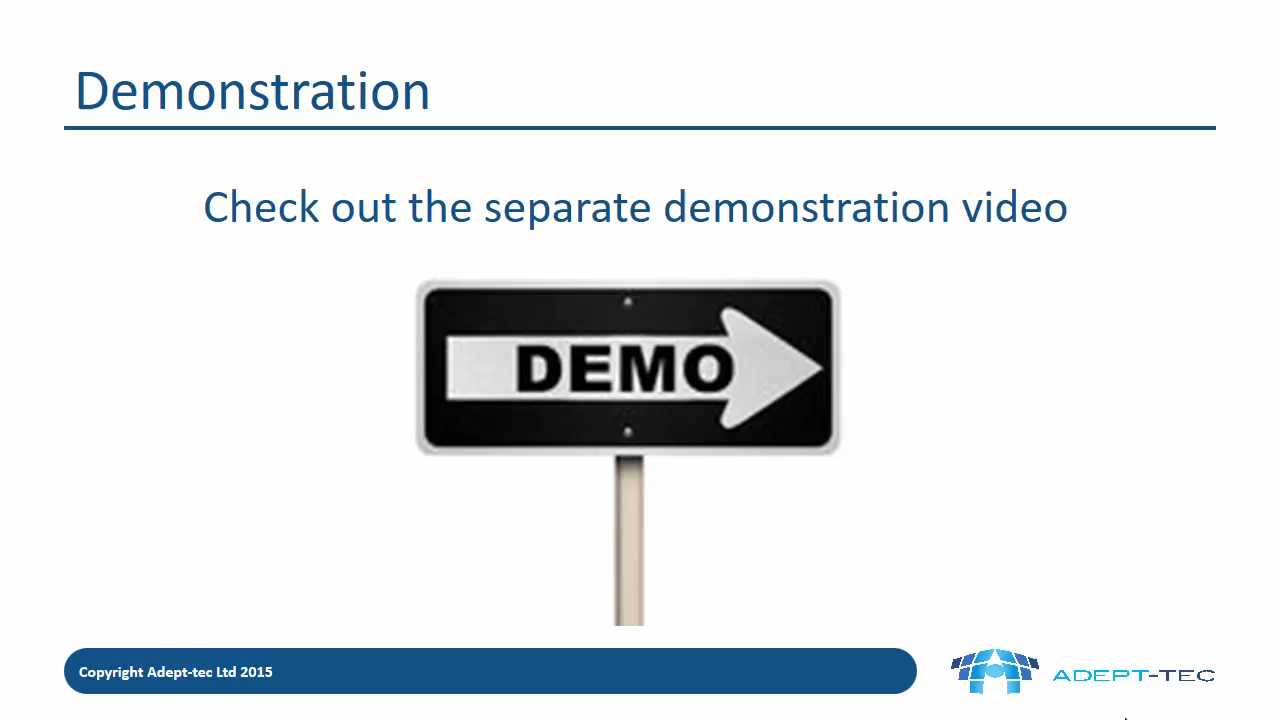 Demonstration
Check out the separate demonstration video
DEMO
Copyright Adept-tec Ltd 2015
ADEPT-TEC